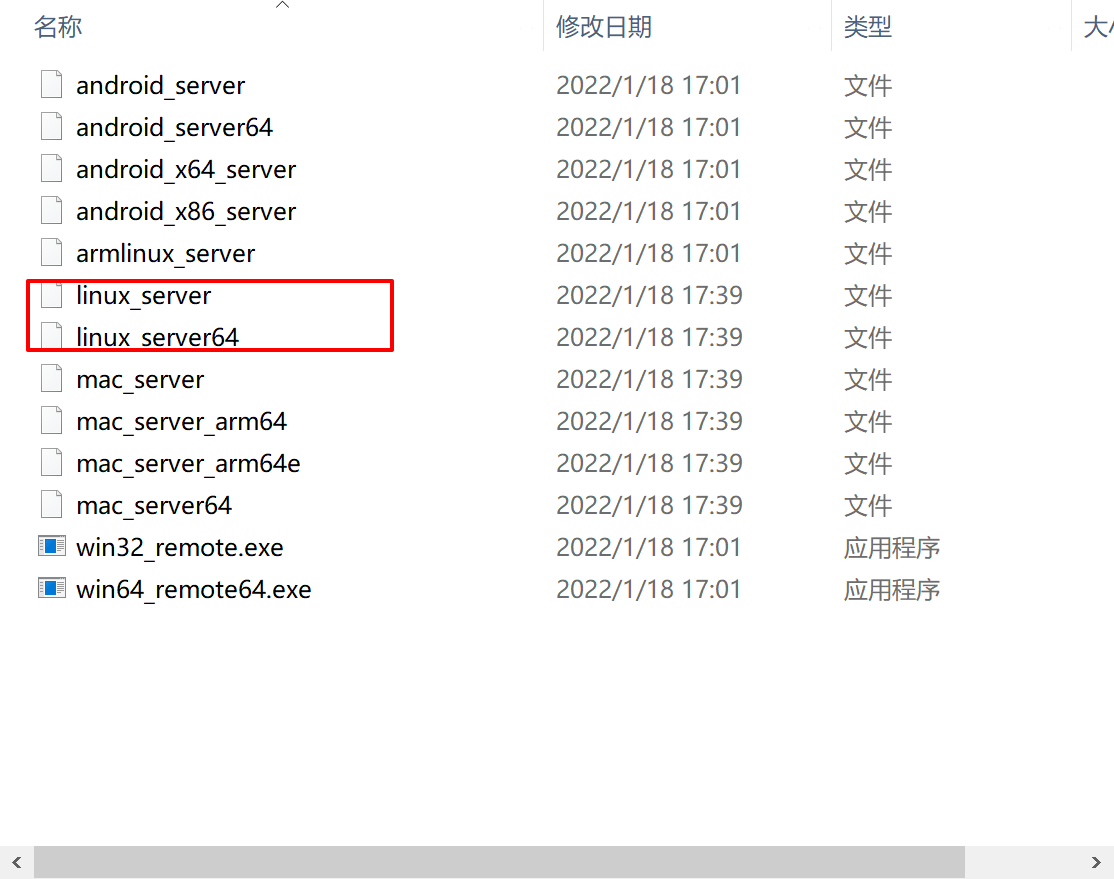 名称 修改日期 类型 大
android_server 2022/1/18 17:01 文件
android_server64 2022/1/18 17:01 文件
android_x64_server 2022/1/18 17:01 文件
android_x86_server 2022/1/18 17:01 文件
armlinux_server 2022/1/18 17:01 文件
linux_server 2022/1/18 17:39 文件
linux_server64 2022/1/18 17:39 文件
mac_server 2022/1/18 17:39 文件
mac_server_arm64 2022/1/18 17:39 文件
mac_server_arm64e 2022/1/18 17:39 文件
mac_server64 2022/1/18 17:39 文件
win32_remote.exe 2022/1/18 17:01 应用程序
win64_remote64.exe 2022/1/18 17:01 应用程序